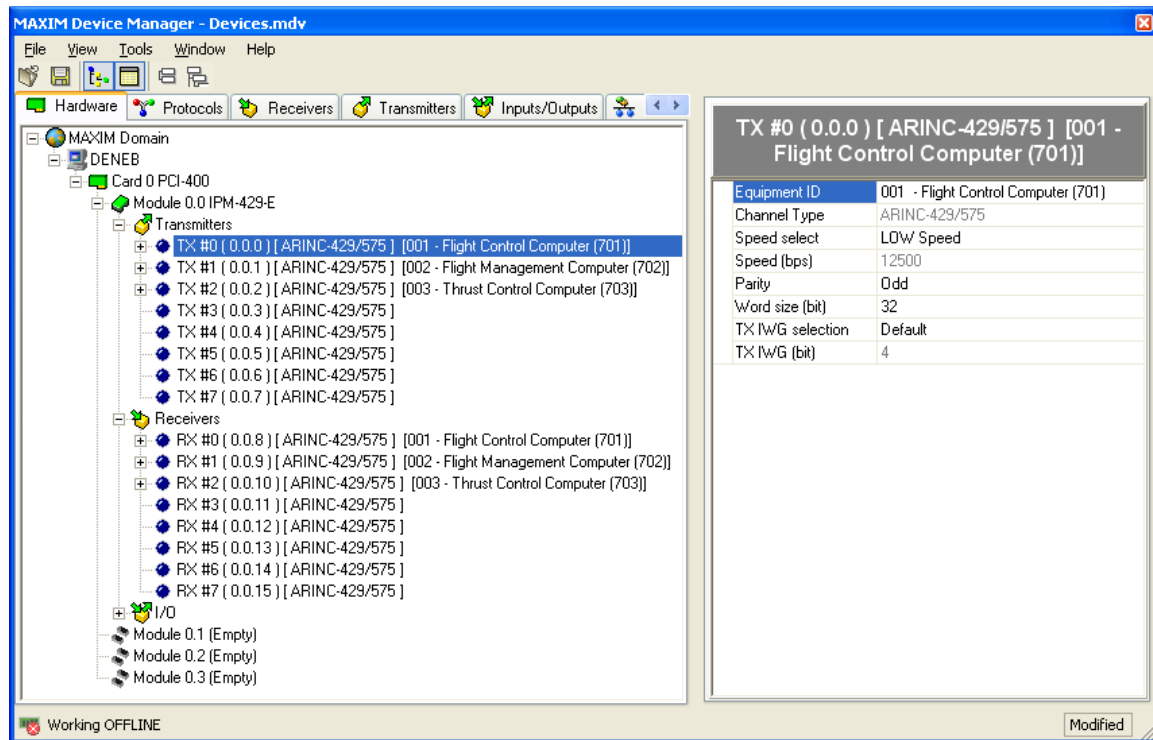 MAXIM Device Manager - Devices.mdv
File View Tools Window Help
Hardware Protocols Receivers Transmitters Inputs/Outputs
MAXIM Domain
DENEB
Card 0 PCI-400
Module 0.0 IPM-429-E
Transmitters
TX #0 ( 0.0.0 ) [ ARINC-429/575 ] [001 - Flight Control Computer (701)]
TX #1 ( 0.0.1 ) [ ARINC-429/575 ] [002 - Flight Management Computer (702)]
TX #2 ( 0.0.2 ) [ ARINC-429/575 ] [003 - Thrust Control Computer (703)]
TX #3 ( 0.0.3 ) [ ARINC-429/575 ]
TX #4 ( 0.0.4 ) [ ARINC-429/575 ]
TX #5 ( 0.0.5 ) [ ARINC-429/575 ]
TX #6 ( 0.0.6 ) [ ARINC-429/575 ]
TX #7 ( 0.0.7 ) [ ARINC-429/575 ]
Receivers
RX #0 ( 0.0.8 ) [ ARINC-429/575 ] [001 - Flight Control Computer (701)]
RX #1 ( 0.0.9 ) [ ARINC-429/575 ] [002 - Flight Management Computer (702)]
RX #2 ( 0.0.10 ) [ ARINC-429/575 ] [003 - Thrust Control Computer (703)]
RX #3 ( 0.0.11 ) [ ARINC-429/575 ]
RX #4 ( 0.0.12 ) [ ARINC-429/575 ]
RX #5 ( 0.0.13 ) [ ARINC-429/575 ]
RX #6 ( 0.0.14 ) [ ARINC-429/575 ]
RX #7 ( 0.0.15 ) [ ARINC-429/575 ]
I/O
Module 0.1 (Empty)
Module 0.2 (Empty)
Module 0.3 (Empty)
TX #0 ( 0.0.0 ) [ ARINC-429/575 ] [001 -
Flight Control Computer (701)]
Equipment ID 001 - Flight Control Computer (701)
Channel Type ARINC-429/575
Speed select LOW Speed
Speed (bps) 12500
Parity Odd
Word size (bit) 32
TX IWG selection Default
TX IWG (bit) 4
Working OFFLINE
Modified